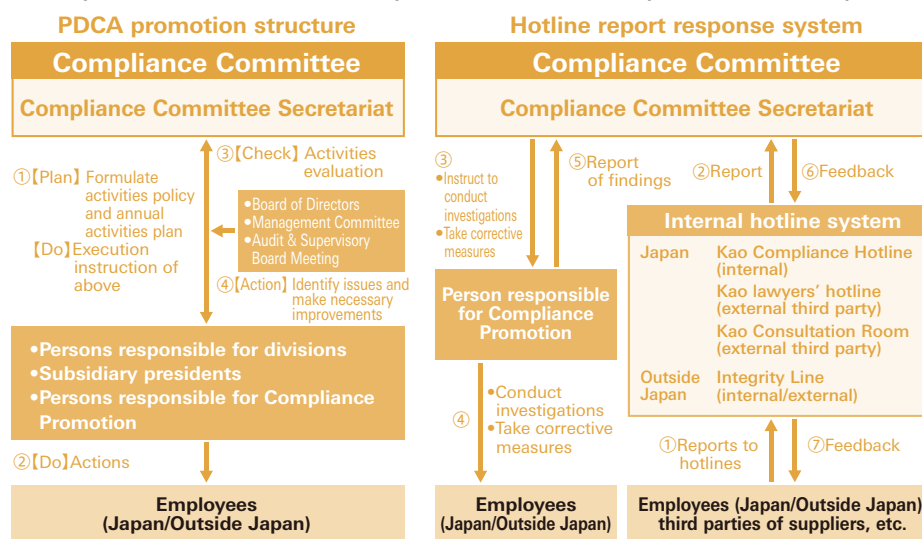 PDCA promotion structure
Compliance Committee
Compliance Committee Secretariat
③【Check】 Activities
evaluation
①【Plan】 Formulate
activities policy
and annual
activities plan
【Do】Execution
instruction of
above
•Board of Directors
•Management Committee
•Audit & Supervisory
Board Meeting
④【Action】 Identify issues and
make necessary
improvements
•Persons responsible for divisions
•Subsidiary presidents
•Persons responsible for Compliance
Promotion
②【Do】Actions
Employees
(Japan/Outside Japan)
Hotline report response system
Compliance Committee
Compliance Committee Secretariat
③
•Instruct to
conduct
investigations
•Take corrective
measures
⑤Report
of findings
②Report
⑥Feedback
Person responsible
for Compliance
Promotion
Internal hotline system
Japan Kao Compliance Hotline
(internal)
Kao lawyers' hotline
(external third party)
Kao Consultation Room
(external third party)
Outside Integrity Line
Japan (internal/external)
④
•Conduct
investigations
•Take corrective
measures
①Reports to
hotlines
⑦Feedback
Employees
(Japan/Outside Japan)
Employees (Japan/Outside Japan)
third parties of suppliers, etc.